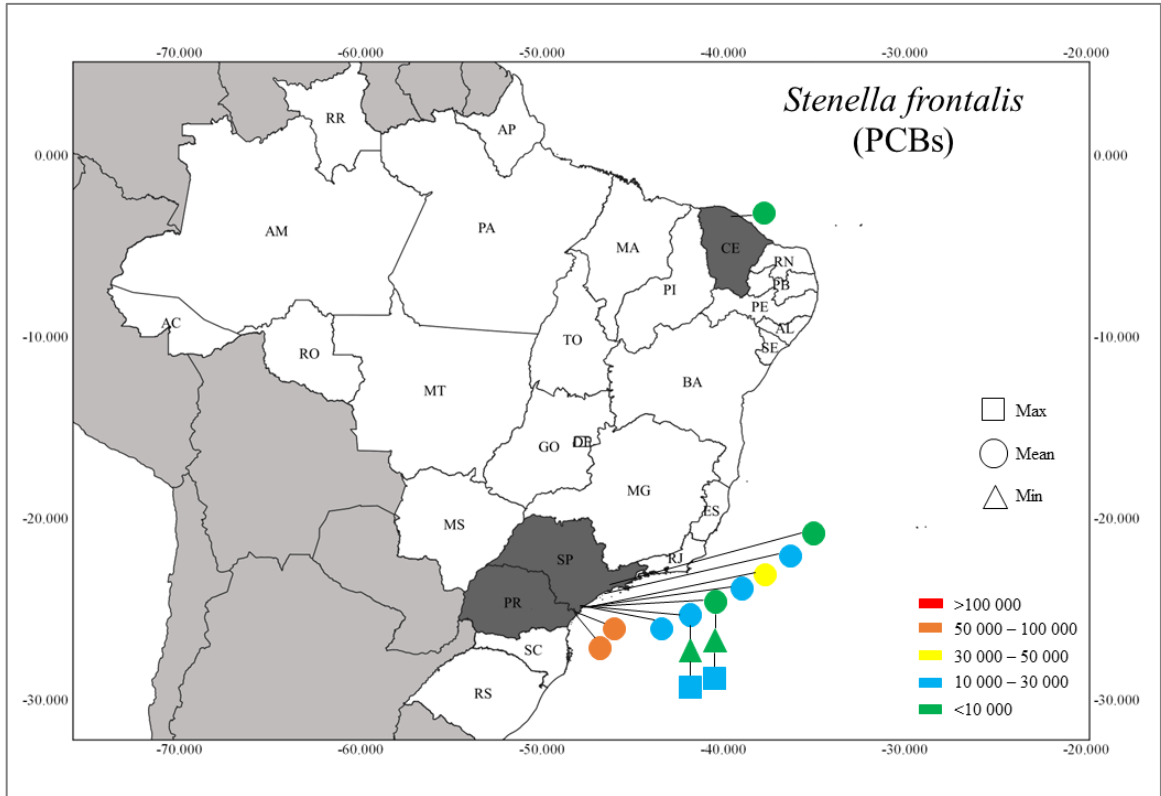 -70.000 -60.000 -50.000 -40.000 -30.000 -20.000
Stenella frontalis
(PCBs)
RR
AP
0.000 0.000
AM
PA
MA
CE
RN
PI
PB
PE
AC
AL
-10.000 -10.000
TO
SE
RO
MT
BA
Max
GO
DF
Mean
MG
Min
ES
-20.000 -20.000
MS
SP
RJ
PR
>100 000
50 000 – 100 000
SC
30 000 – 50 000
10 000 – 30 000
RS
<10 000
-30.000 -30.000
-70.000 -60.000 -50.000 -40.000 -30.000 -20.000